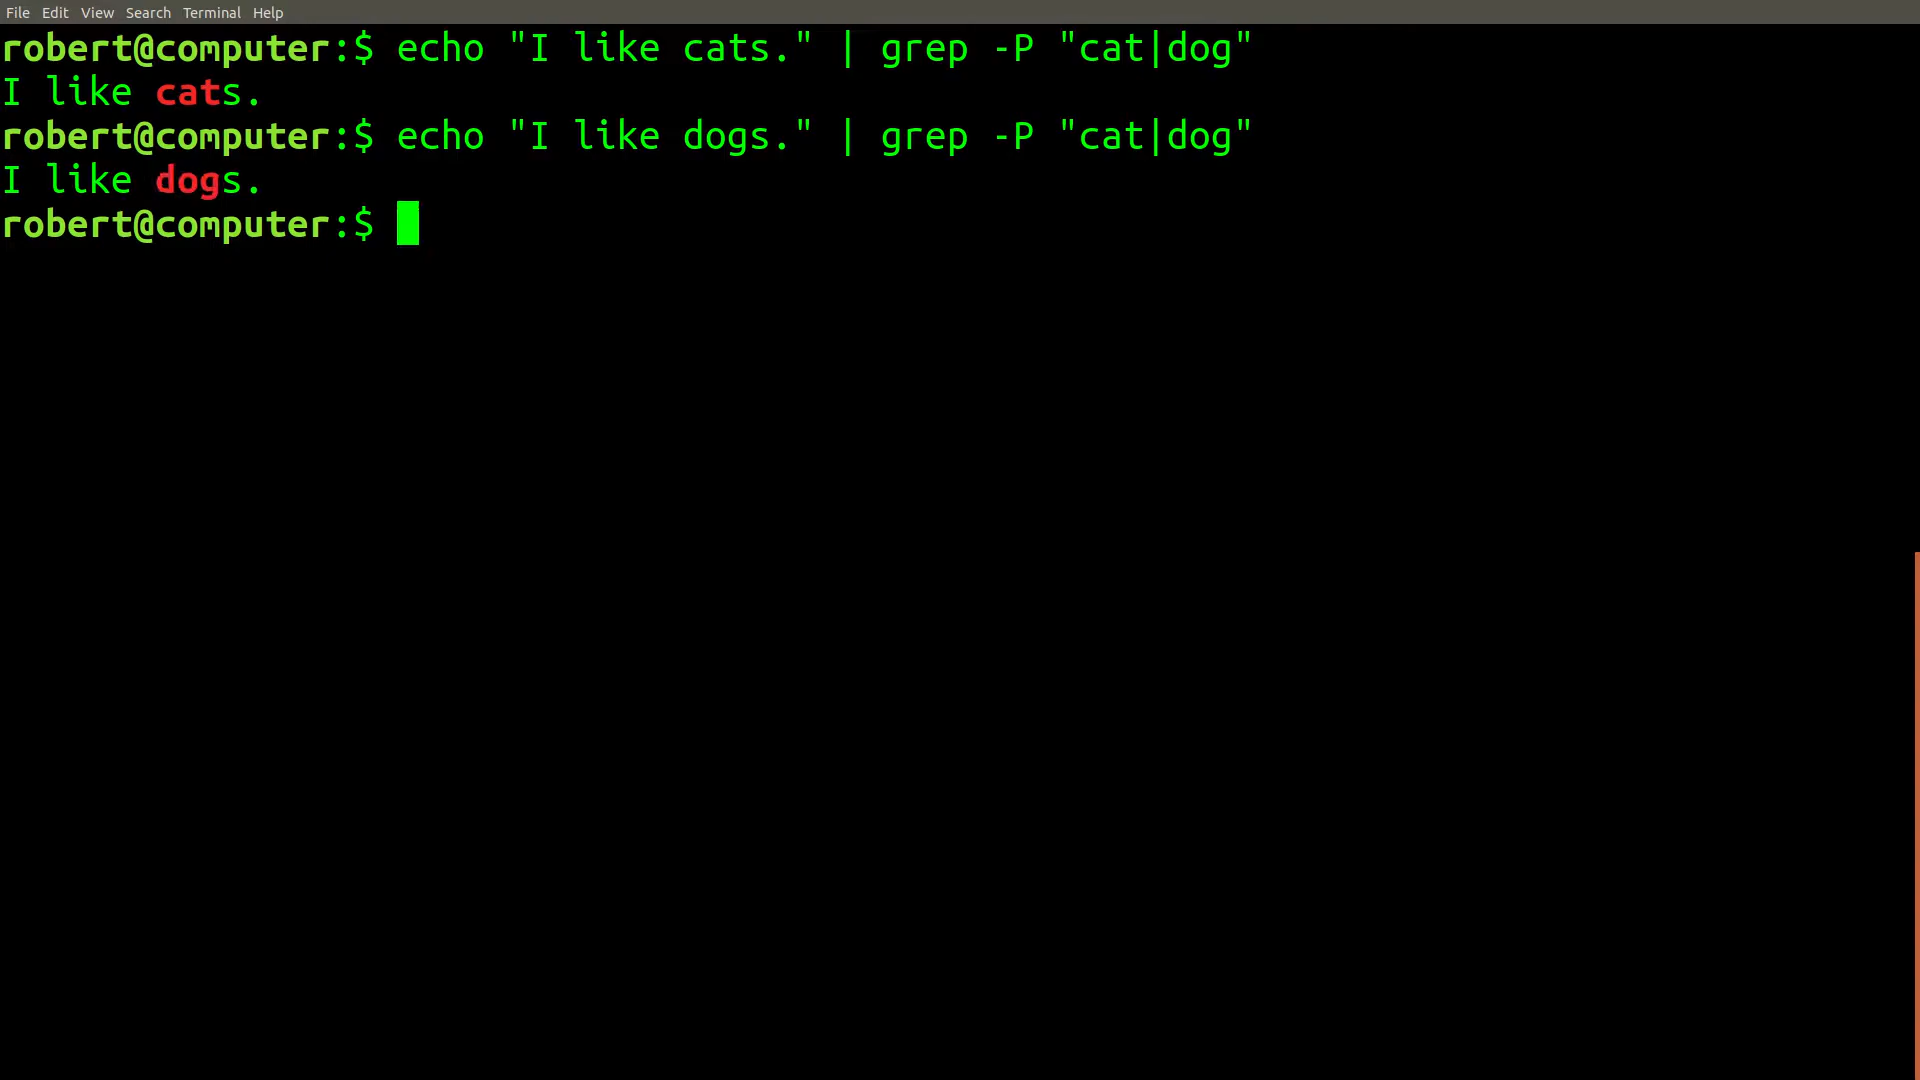 File Edit View Search Terminal Help
robert@computer:$ echo "I like cats." | grep -P "cat|dog"
I like cats.
robert@computer:$ echo "I like dogs." | grep -P "cat|dog"
I like dogs.
robert@computer:$